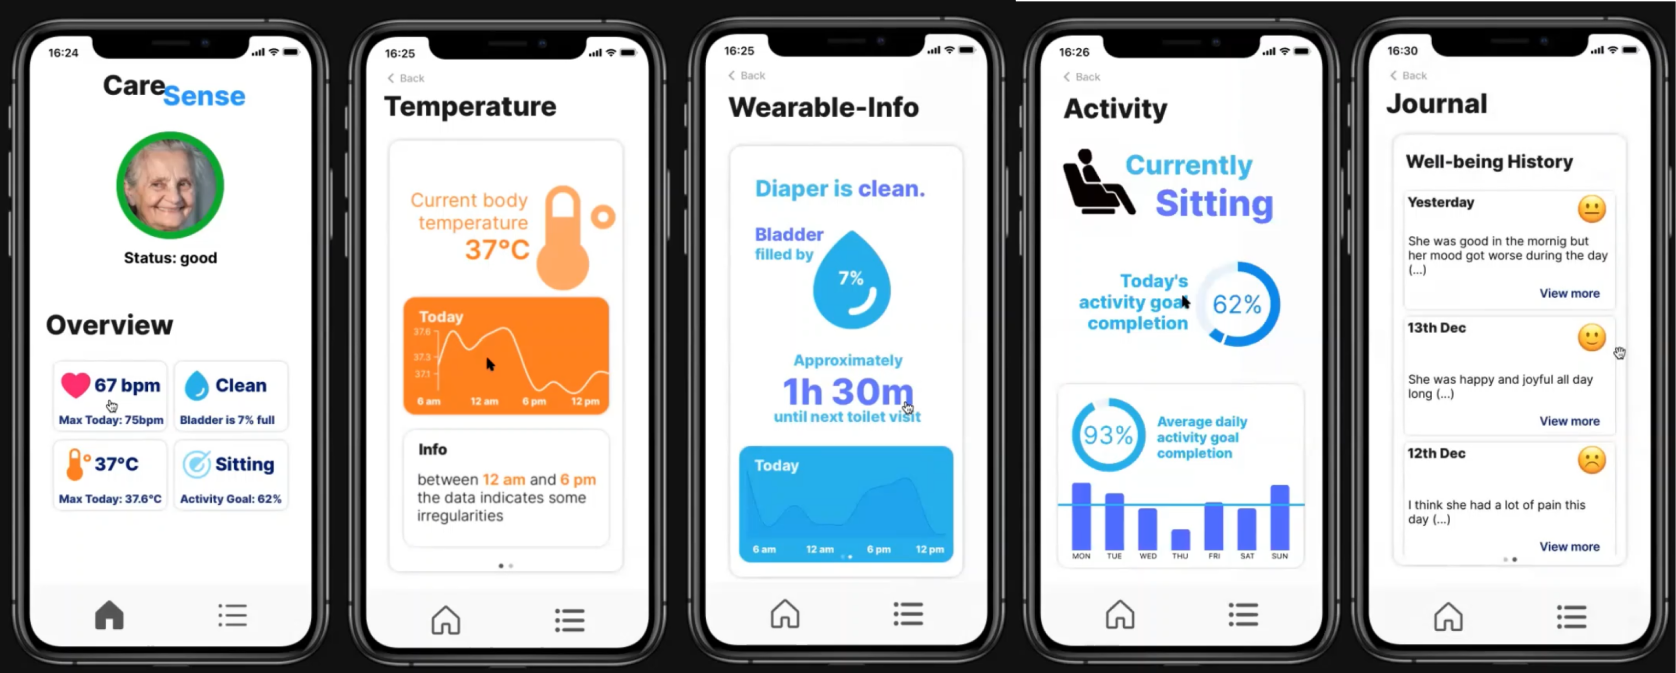 16:24
Care
Sense
Status: good
Overview
67 bpm
Max Today: 75bpm
Clean
Bladder is 7% full
37°C
Max Today: 37.6°C
Sitting
Activity Goal: 62%
16:25
Back
Temperature
Current body
temperature
37°C
Today
37.6
37.3
37.1
6 am
12 am
6 pm
12 pm
Info
between 12 am and 6 pm
the data indicates some
irregularities
16:25
Back
Wearable-Info
Diaper is clean.
Bladder
filled by
7%
Approximately
1h 30m
until next toilet visit
Today
6 am
12 am
6 pm
12 pm
16:26
Back
Activity
Currently
Sitting
Today's
activity goal
completion
62%
93%
Average daily
activity goal
completion
MON
TUE
WED
THU
FRI
SAT
SUN
16:30
Back
Journal
Well-being History
Yesterday
She was good in the mornig but
her mood got worse during the day
(...)
View more
13th Dec
She was happy and joyful all day
long (...)
View more
12th Dec
I think she had a lot of pain this
day (...)
View more